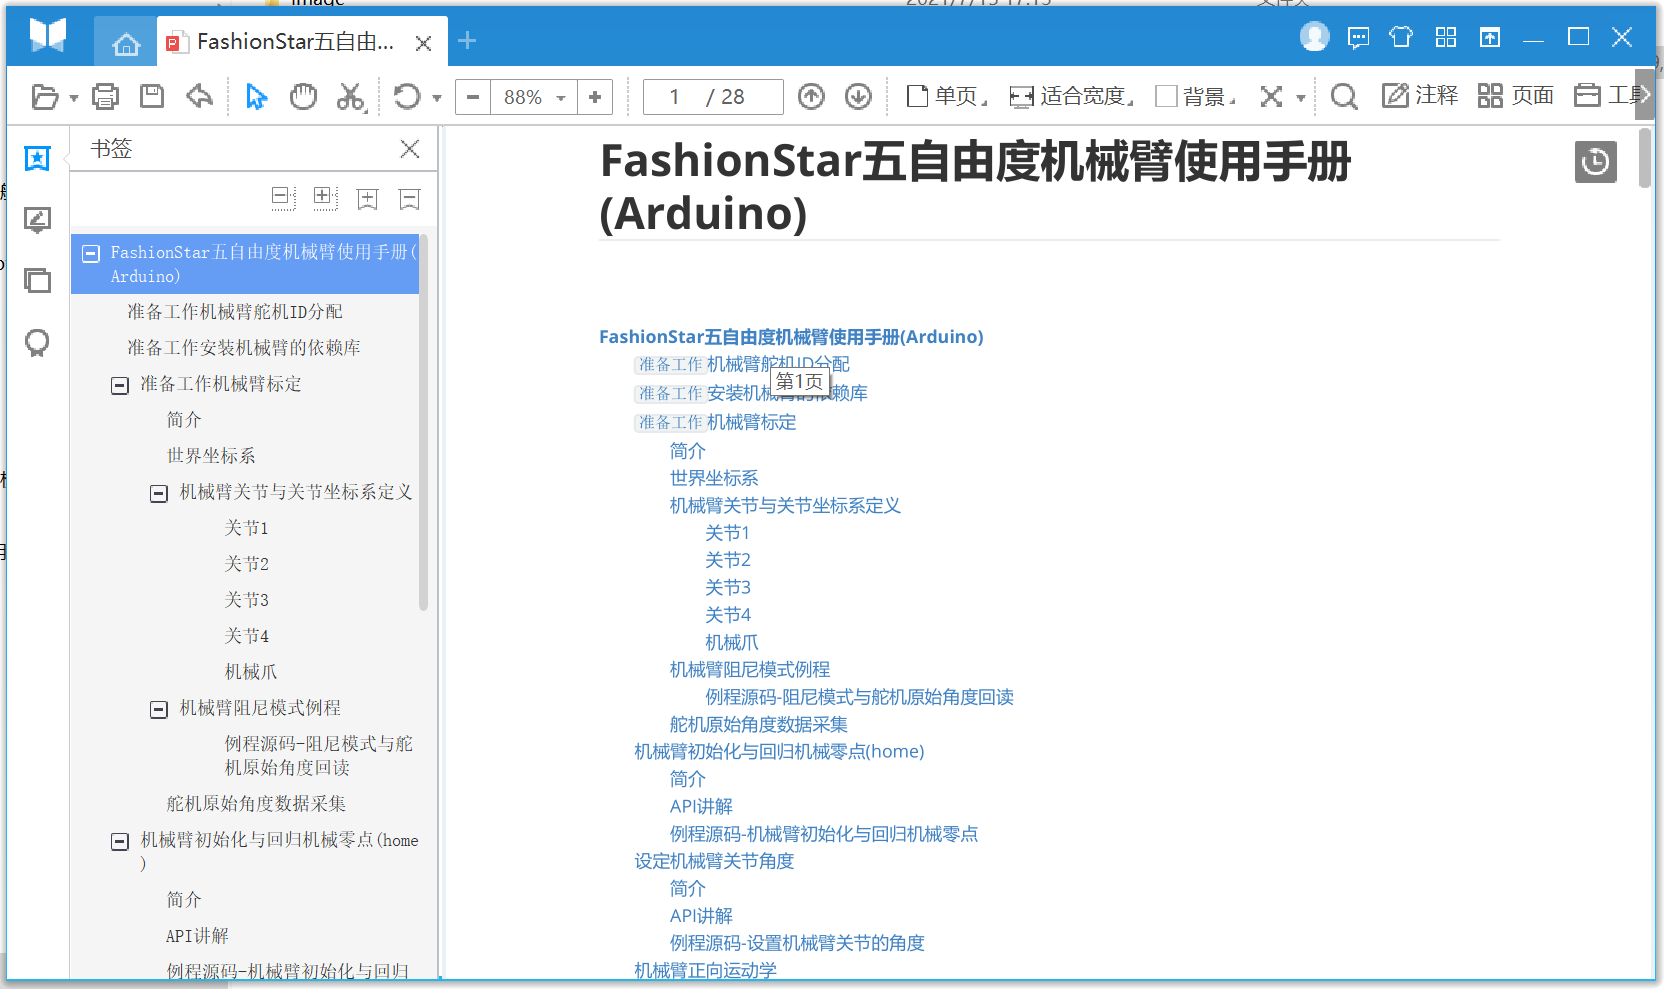 FashionStar五自由...
88%
1 / 28
单页
适合宽度
背景
注释
页面
书签
FashionStar五自由度机械臂使用手册(
Arduino)
准备工作机械臂舵机ID分配
准备工作安装机械臂的依赖库
准备工作机械臂标定
简介
世界坐标系
机械臂关节与关节坐标系定义
关节1
关节2
关节3
关节4
机械爪
机械臂阻尼模式例程
例程源码-阻尼模式与舵
机原始角度回读
舵机原始角度数据采集
机械臂初始化与回归机械零点(home
)
简介
API讲解
例程源码-机械臂初始化与回归
FashionStar五自由度机械臂使用手册
(Arduino)
FashionStar五自由度机械臂使用手册(Arduino)
准备工作 机械臂舵机ID分配
第1页
准备工作 安装机械臂的依赖库
准备工作 机械臂标定
简介
世界坐标系
机械臂关节与关节坐标系定义
关节1
关节2
关节3
关节4
机械爪
机械臂阻尼模式例程
例程源码-阻尼模式与舵机原始角度回读
舵机原始角度数据采集
机械臂初始化与回归机械零点(home)
简介
API讲解
例程源码-机械臂初始化与回归机械零点
设定机械臂关节角度
简介
API讲解
例程源码-设置机械臂关节的角度
机械臂正向运动学